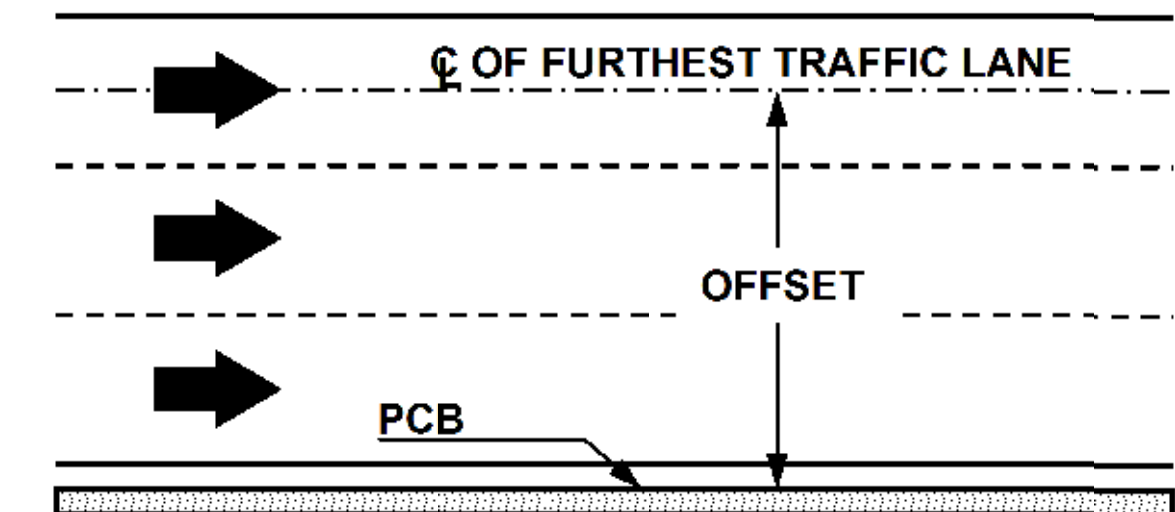 ℄ OF FURTHEST TRAFFIC LANE
OFFSET
PCB